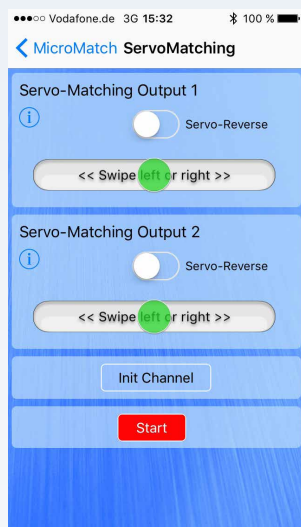 ●●●○○ Vodafone.de 3G 15:32 100 %
MicroMatch ServoMatching
Servo-Matching Output 1
i Servo-Reverse
<< Swipe left or right >>
Servo-Matching Output 2
i Servo-Reverse
<< Swipe left or right >>
Init Channel
Start